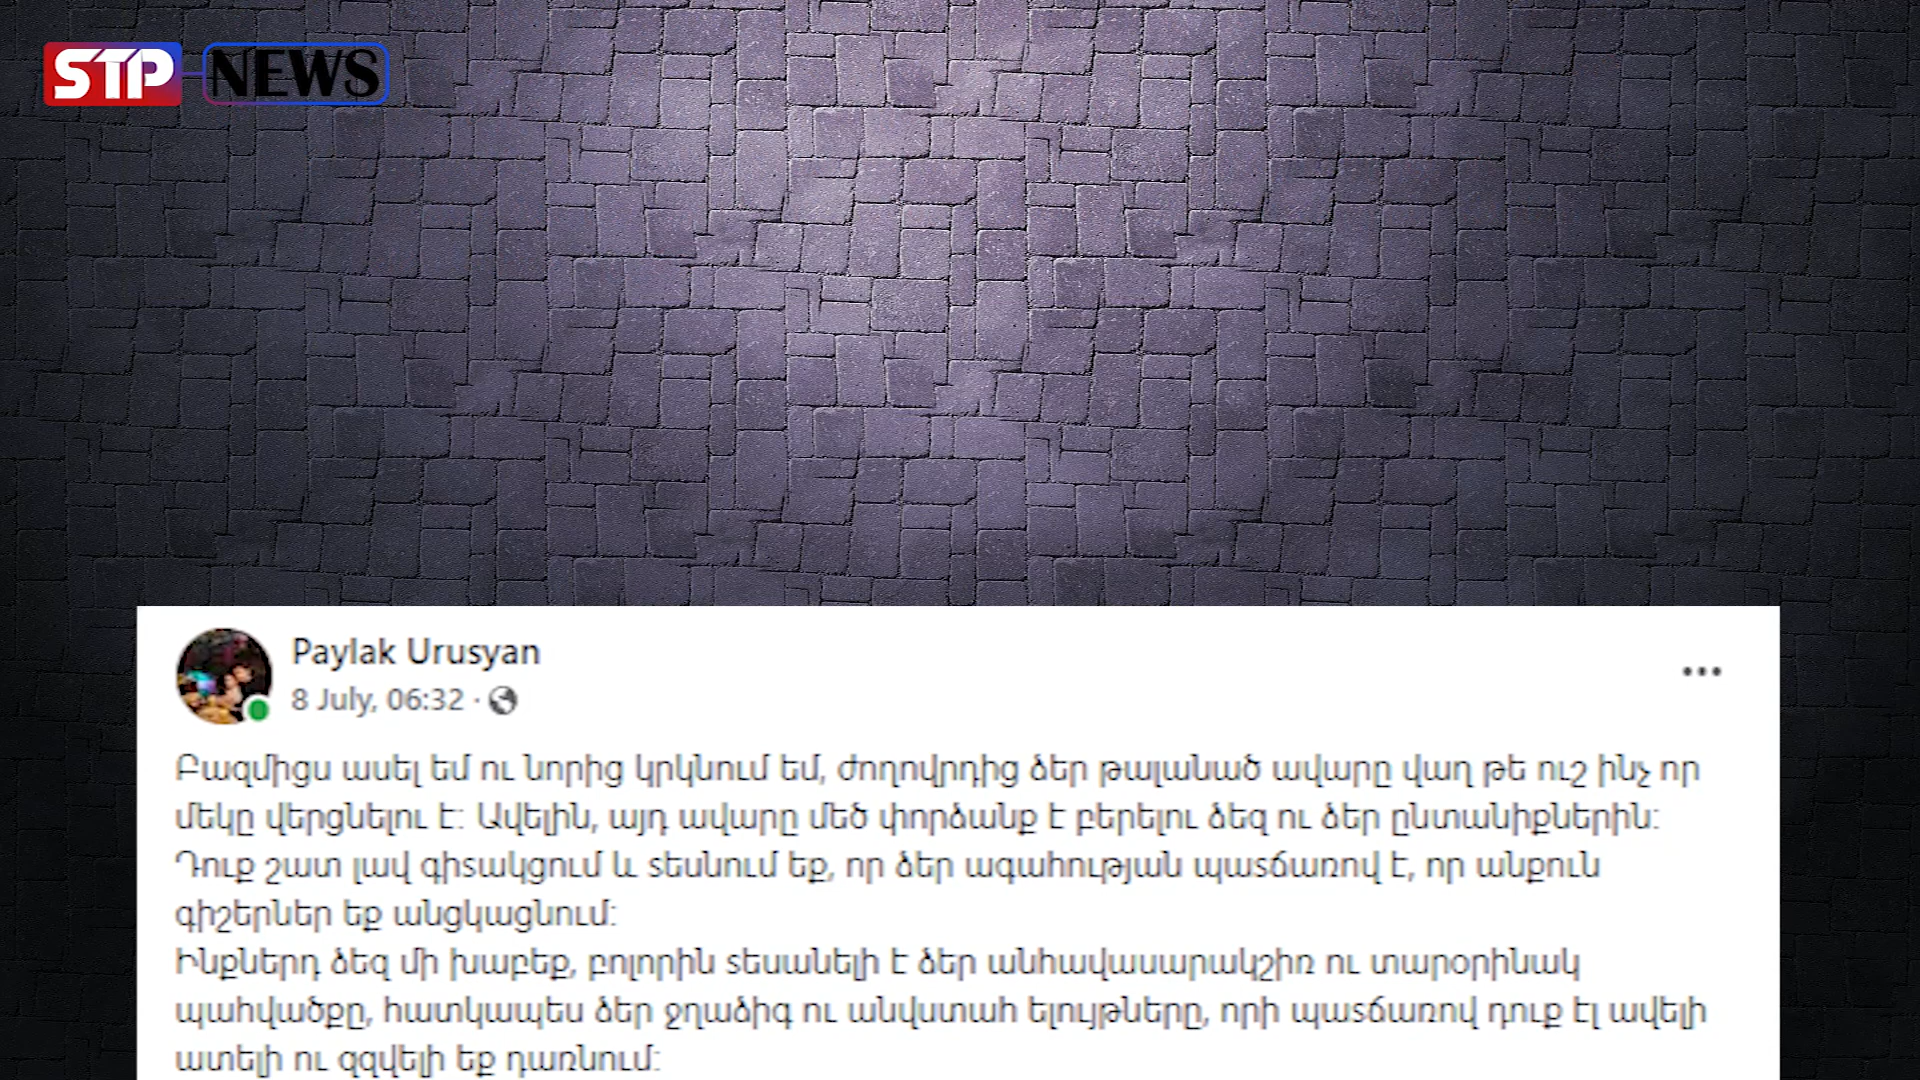 STP NEWS
Paylak Urusyan
8 July, 06:32 ·
Բազմիցս ասել եմ ու նորից կրկնում եմ, ժողովրդից ձեր թալանած ավարը վաղ թե ուշ ինչ որ
մեկը վերցնելու է: Ավելին, այդ ավարը մեծ փորձանք է բերելու ձեզ ու ձեր ընտանիքներին:
Դուք շատ լավ գիտակցում և տեսնում եք, որ ձեր ագահության պատճառով է, որ անքուն
գիշերներ եք անցկացնում:
Ինքներդ ձեզ մի խաբեք, բոլորին տեսանելի է ձեր անհավասարակշիռ ու տարօրինակ
պահվածքը, հատկապես ձեր ջղաձիգ ու անվստահ ելույթները, որի պատճառով դուք էլ ավելի
ատելի ու զզվելի եք դառնում: